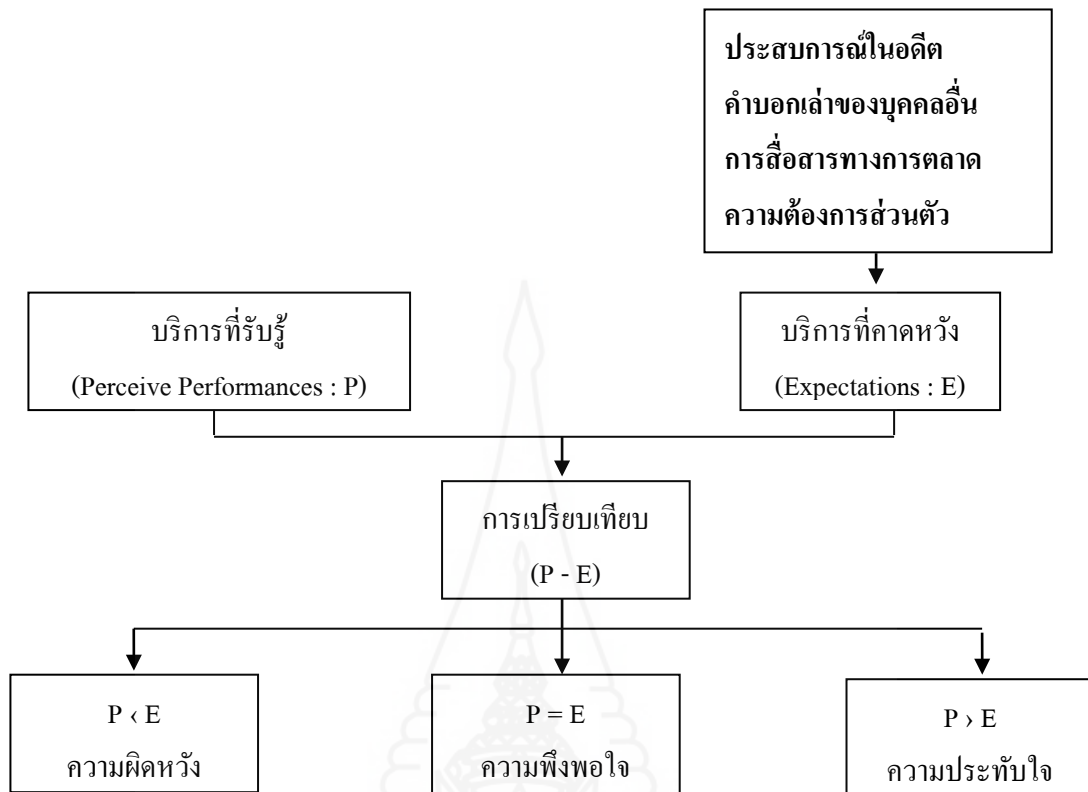 ประสบการณ์ในอดีต
คำบอกเล่าของบุคคลอื่น
การสื่อสารทางการตลาด
ความต้องการส่วนตัว
บริการที่รับรู้
(Perceive Performances : P)
บริการที่คาดหวัง
(Expectations : E)
การเปรียบเทียบ
(P - E)
P ‹ E
ความผิดหวัง
P = E
ความพึงพอใจ
P › E
ความประทับใจ